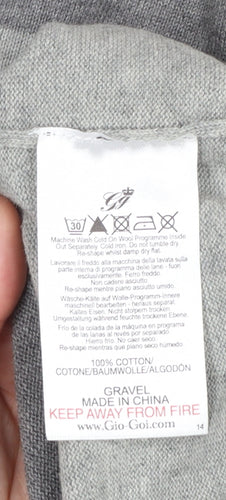 30
Machine Wash Cold On Wool Programme Inside
Out Separately. Cold Iron. Do not tumble dry.
Re-shape whist damp dry flat.
Lavorare il freddo alla macchina della lavata sulla
parte interna di programma delle lane - fuori
esclusivamente. Ferro freddo
Non cadere asciutto
Re-shape mentre piano asciutto umido.
Wäsche-Kälte auf Wolle-Programm-innere
maschinell bearbeiten - heraus separat.
Kaltes Eisen. Nicht stolpern trocken
Umgestaltung während feuchte trockene Ebene.
Frio de la colada de la máquina en programa
de las lanas al revés por separado.
Hierro frío. No caer seco
Re-shape mientras que plano seco húmedo.
100% COTTON/
COTONE/BAUMWOLLE/ALGODÓN
GRAVEL
MADE IN CHINA
KEEP AWAY FROM FIRE
www.Gio-Goi.com
14